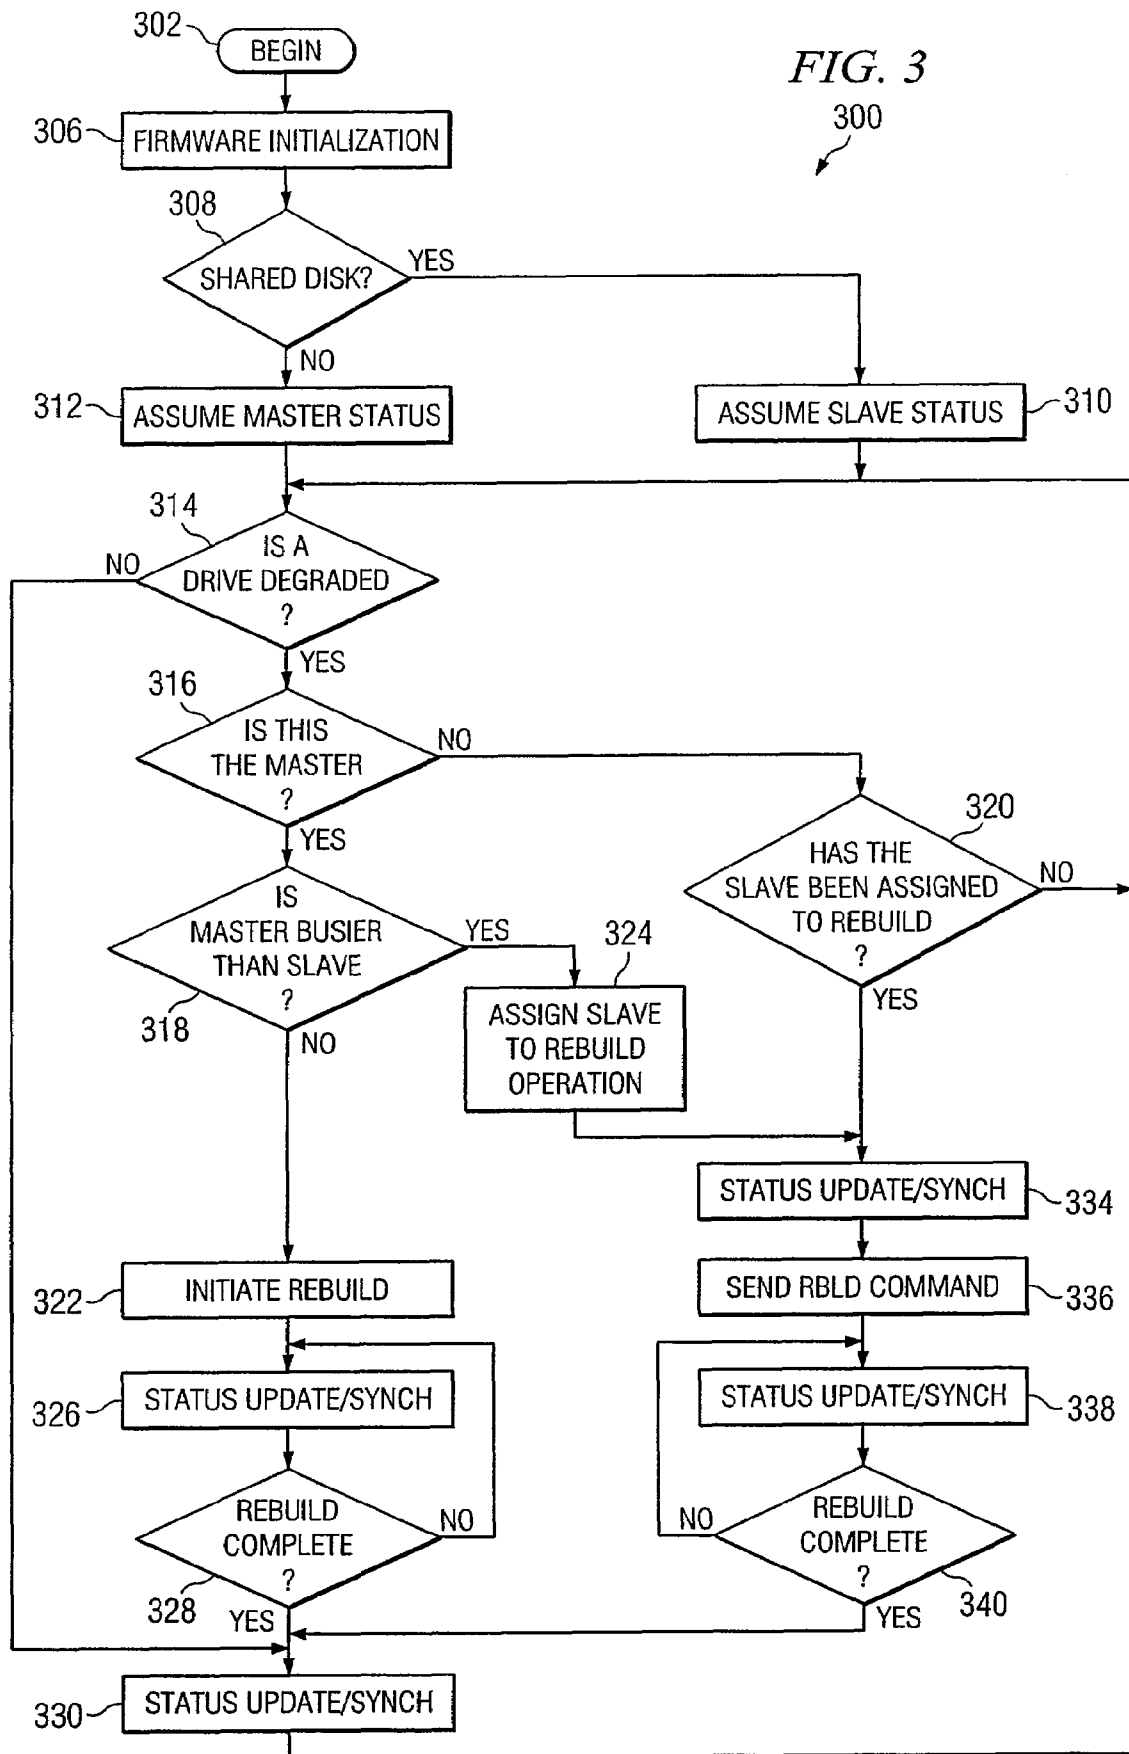 302
BEGIN
FIG. 3
300
306
FIRMWARE INITIALIZATION
308
SHARED DISK?
YES
NO
312
ASSUME MASTER STATUS
ASSUME SLAVE STATUS
310
314
IS A
DRIVE DEGRADED
?
NO
YES
316
IS THIS
THE MASTER
?
NO
YES
320
HAS THE
SLAVE BEEN ASSIGNED
TO REBUILD
?
NO
YES
IS
MASTER BUSIER
THAN SLAVE
?
318
YES
NO
324
ASSIGN SLAVE
TO REBUILD
OPERATION
STATUS UPDATE/SYNCH
334
322
INITIATE REBUILD
SEND RBLD COMMAND
336
326
STATUS UPDATE/SYNCH
STATUS UPDATE/SYNCH
338
REBUILD
COMPLETE
?
NO
328
YES
NO
REBUILD
COMPLETE
?
340
YES
330
STATUS UPDATE/SYNCH